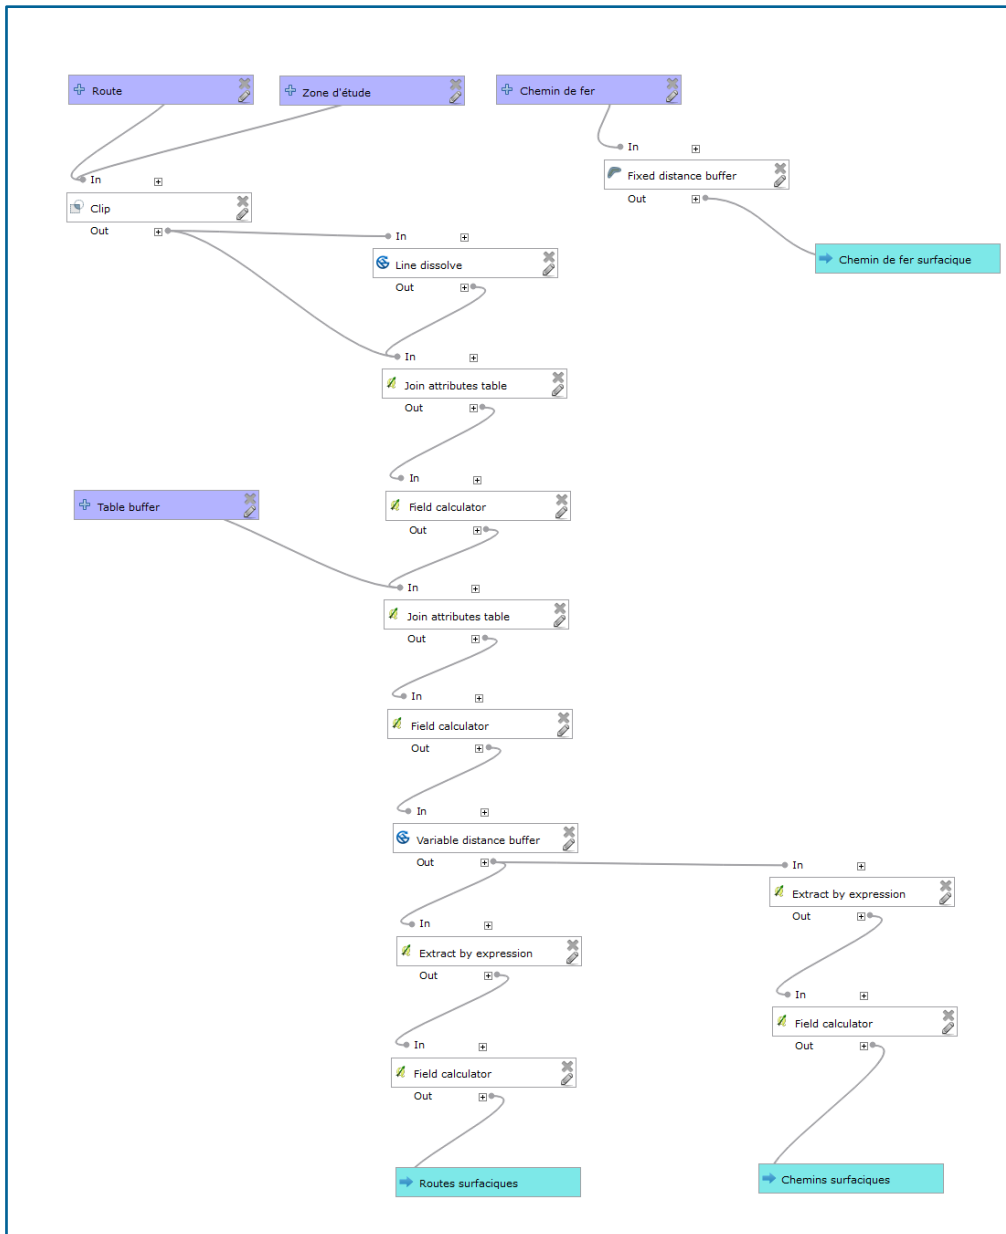 Route
Zone d'étude
Chemin de fer
In
Fixed distance buffer
Out
In
Clip
Out
In
Line dissolve
Out
Chemin de fer surfacique
In
Join attributes table
Out
In
Field calculator
Out
Table buffer
In
Join attributes table
Out
In
Field calculator
Out
In
Variable distance buffer
Out
In
Extract by expression
Out
In
Extract by expression
Out
In
Field calculator
Out
In
Field calculator
Out
Routes surfaciques
Chemins surfaciques